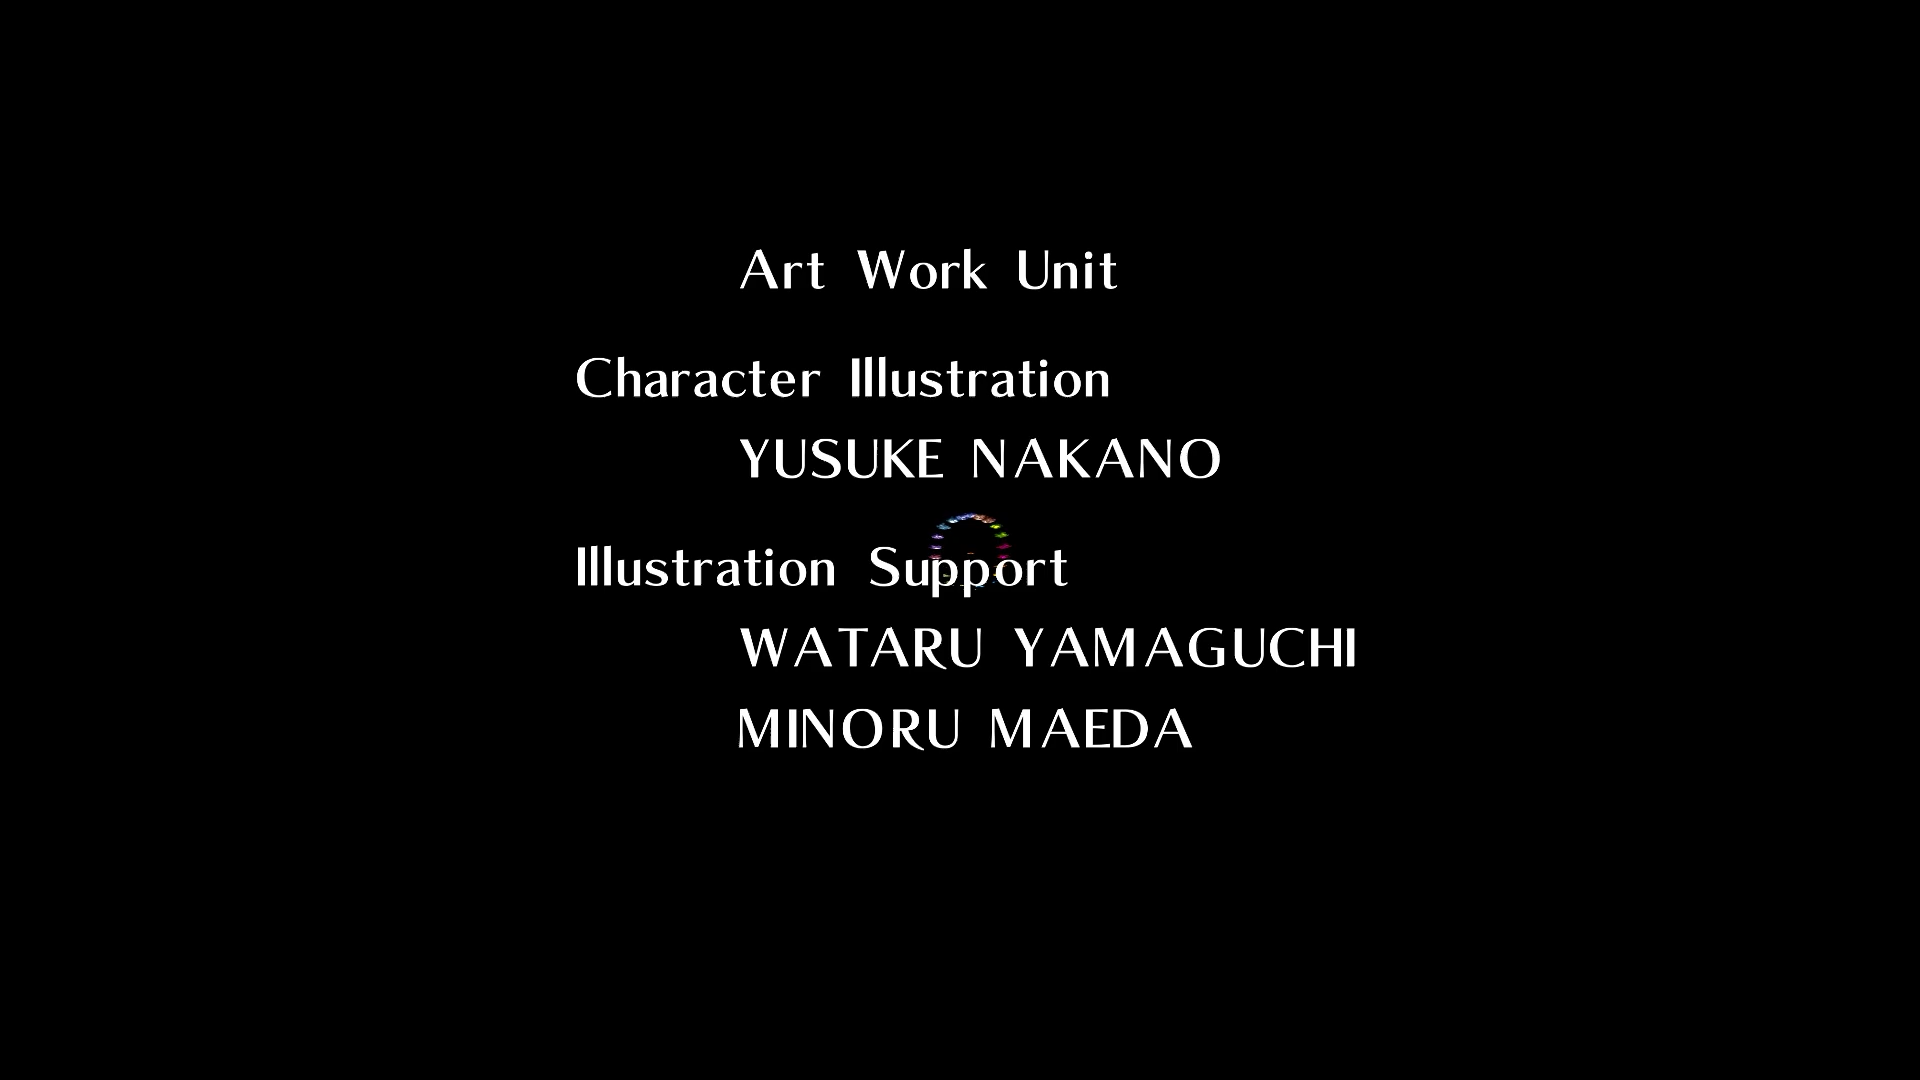 Art Work Unit
Character Illustration
YUSUKE NAKANO
Illustration Support
WATARU YAMAGUCHI
MINORU MAEDA